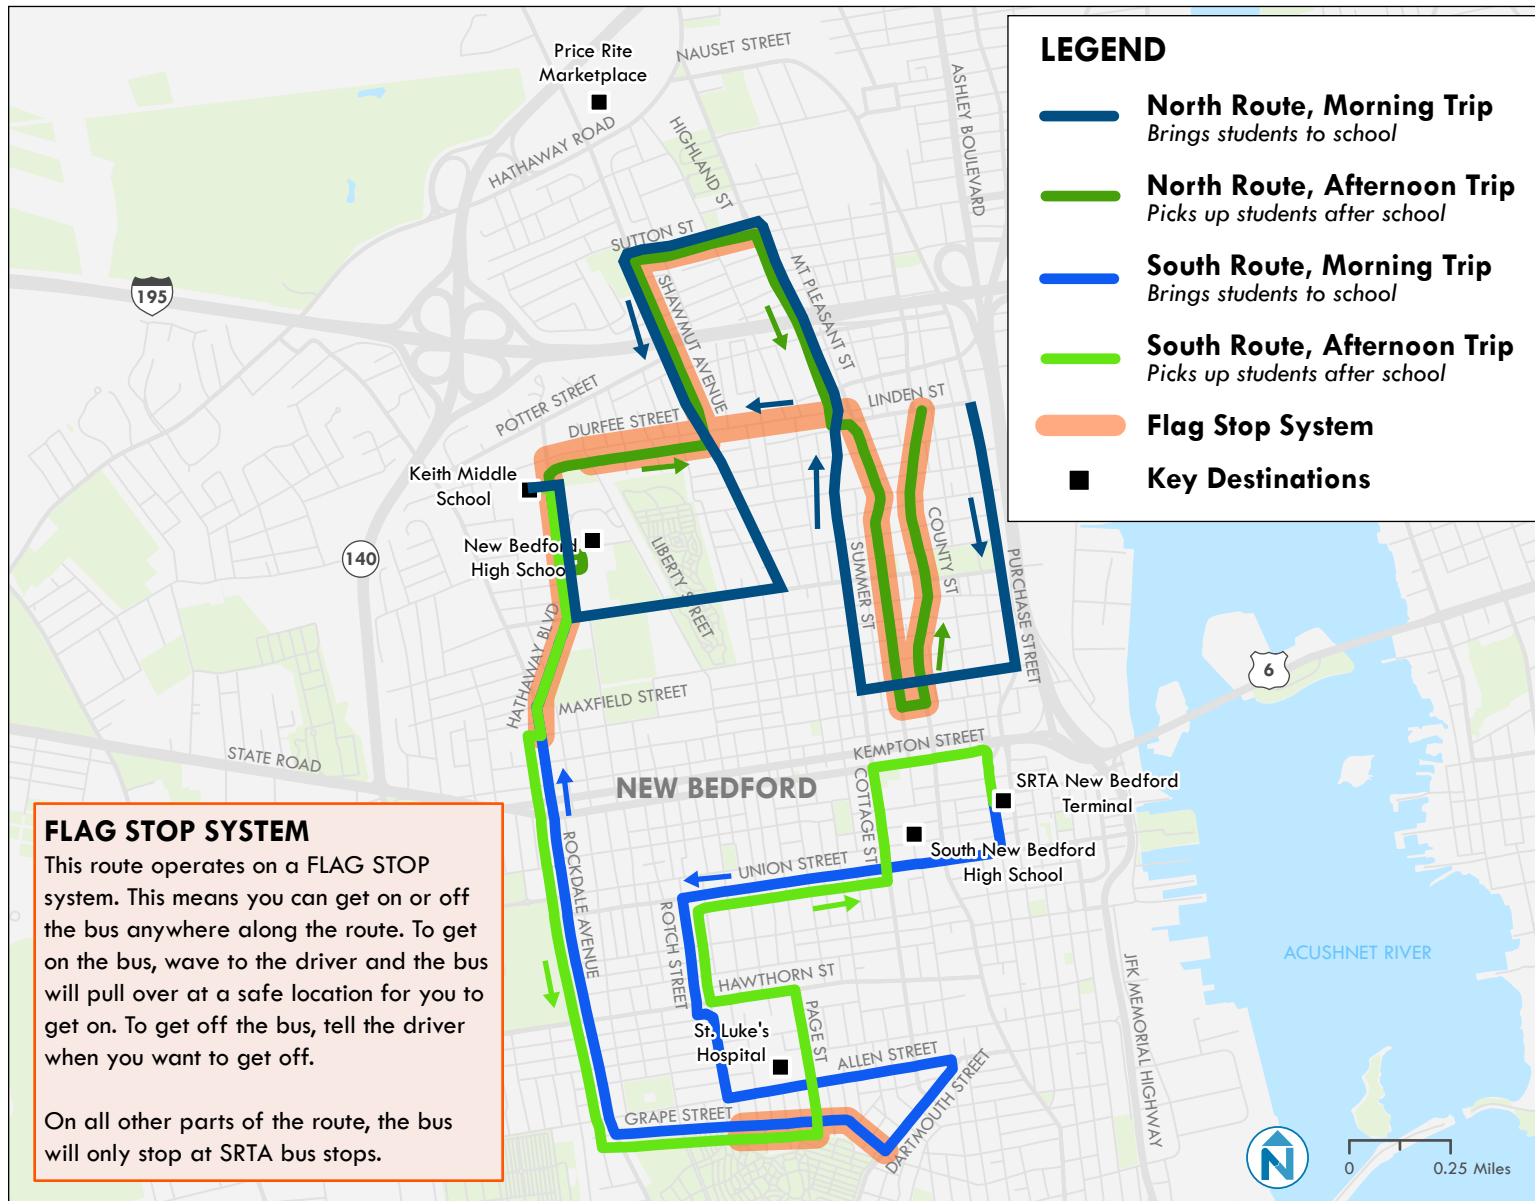 Price Rite
Marketplace
NAUSET STREET
HATHAWAY ROAD
HIGHLAND ST
ASHLEY BOULEVARD
LEGEND
North Route, Morning Trip
Brings students to school
North Route, Afternoon Trip
Picks up students after school
South Route, Morning Trip
Brings students to school
South Route, Afternoon Trip
Picks up students after school
Flag Stop System
Key Destinations
SUTTON ST
195
SHAWMUT AVENUE
MT PLEASANT ST
POTTER STREET
DURFEE STREET
LINDEN ST
Keith Middle
School
New Bedford
High School
140
LIBERTY STREET
SUMMER ST
COUNTY ST
PURCHASE STREET
HATHAWAY BLVD
MAXFIELD STREET
6
STATE ROAD
KEMPTON STREET
NEW BEDFORD
COTTAGE ST
SRTA New Bedford
Terminal
South New Bedford
High School
UNION STREET
ROCKDALE AVENUE
ROTCH STREET
HAWTHORN ST
ACUSHNET RIVER
JFK MEMORIAL HIGHWAY
St. Luke's
Hospital
PAGE ST
ALLEN STREET
GRAPE STREET
DARTMOUTH STREET
FLAG STOP SYSTEM
This route operates on a FLAG STOP
system. This means you can get on or off
the bus anywhere along the route. To get
on the bus, wave to the driver and the bus
will pull over at a safe location for you to
get on. To get off the bus, tell the driver
when you want to get off.
On all other parts of the route, the bus
will only stop at SRTA bus stops.
N
0
0.25 Miles